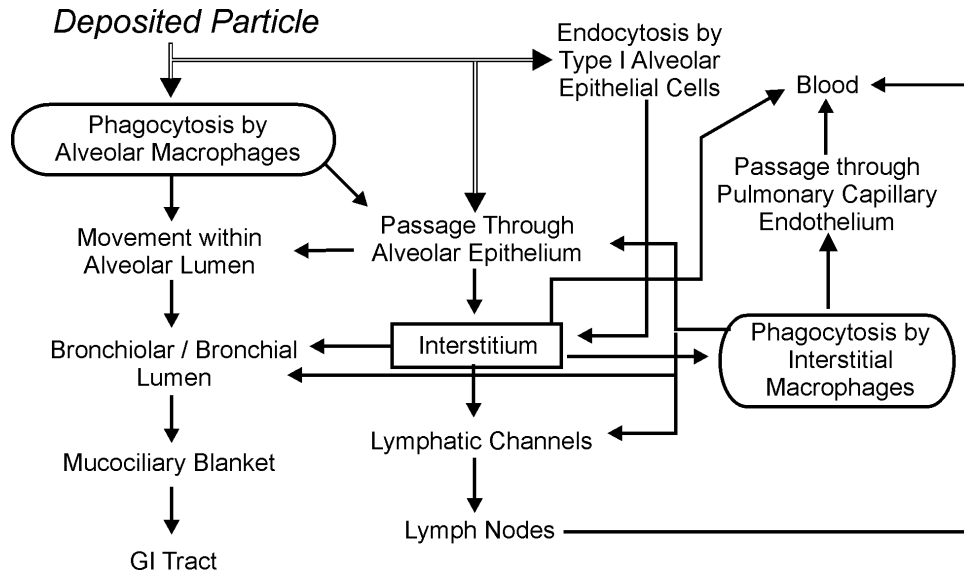 Deposited Particle
Endocytosis by
Type I Alveolar
Epithelial Cells
Blood
Phagocytosis by
Alveolar Macrophages
Passage through
Pulmonary Capillary
Endothelium
Movement within
Alveolar Lumen
Passage Through
Alveolar Epithelium
Bronchiolar / Bronchial
Lumen
Interstitium
Phagocytosis by
Interstitial
Macrophages
Lymphatic Channels
Mucociliary Blanket
Lymph Nodes
GI Tract